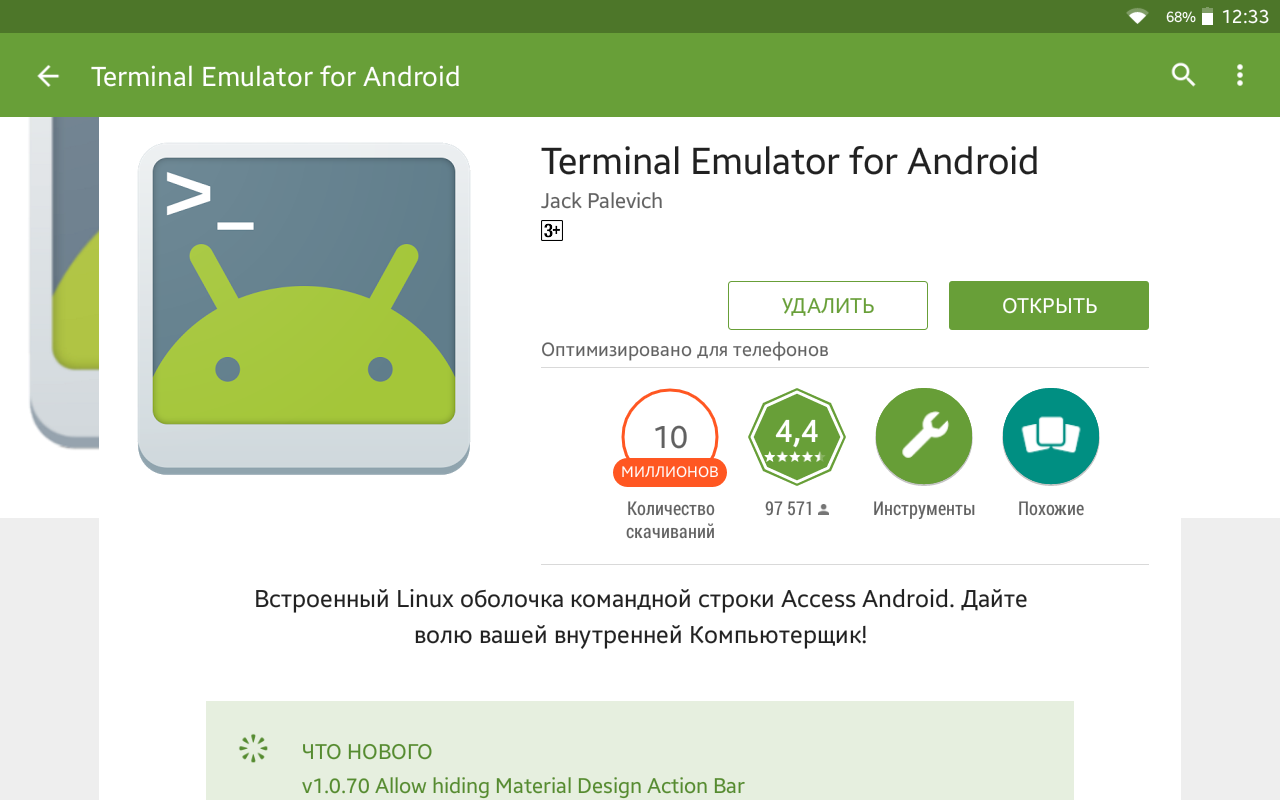 68% 12:33
Terminal Emulator for Android
>_
Terminal Emulator for Android
Jack Palevich
3+
УДАЛИТЬ ОТКРЫТЬ
Оптимизировано для телефонов
10 4,4
МИЛЛИОНОВ
Количество 97 571 Инструменты Похожие
скачиваний
Встроенный Linux оболочка командной строки Access Android. Дайте
волю вашей внутренней Компьютерщик!
ЧТО НОВОГО
v1.0.70 Allow hiding Material Design Action Bar